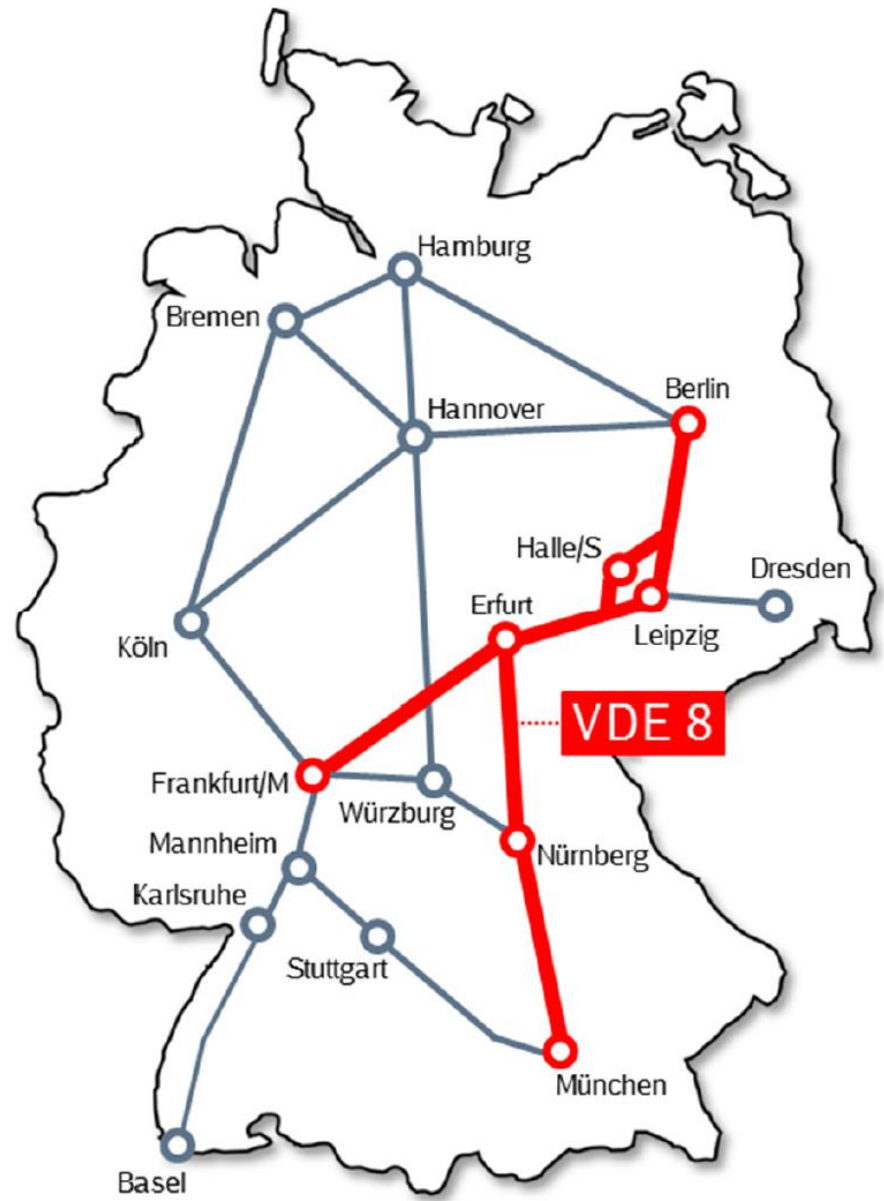 Hamburg
Bremen
Hannover
Berlin
Halle/S
Dresden
Erfurt
Leipzig
Köln
VDE 8
Frankfurt/M
Würzburg
Mannheim
Nürnberg
Karlsruhe
Stuttgart
München
Basel